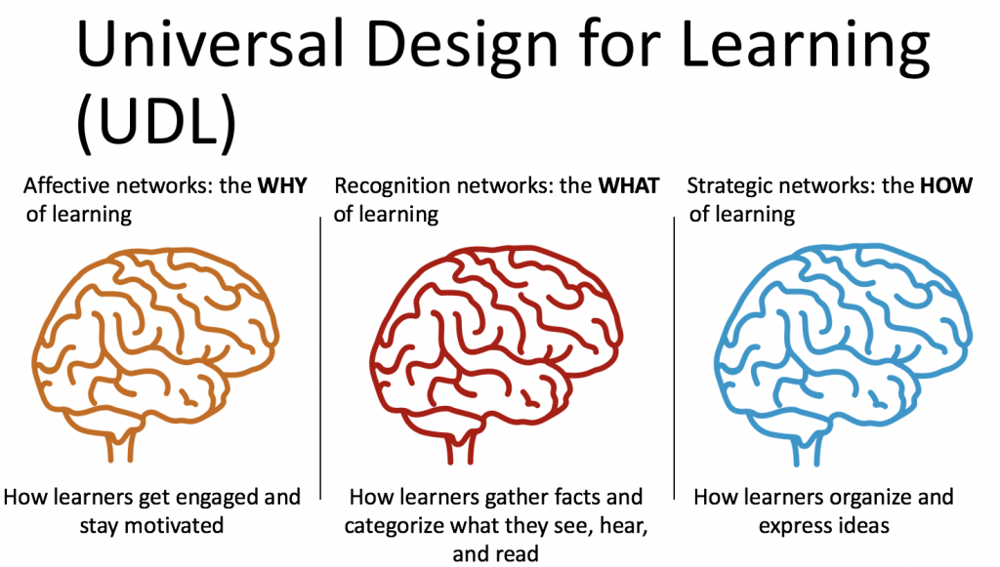 Universal Design for Learning
(UDL)
Affective networks: the WHY
of learning
How learners get engaged and
stay motivated
Recognition networks: the WHAT
of learning
How learners gather facts and
categorize what they see, hear,
and read
Strategic networks: the HOW
of learning
How learners organize and
express ideas